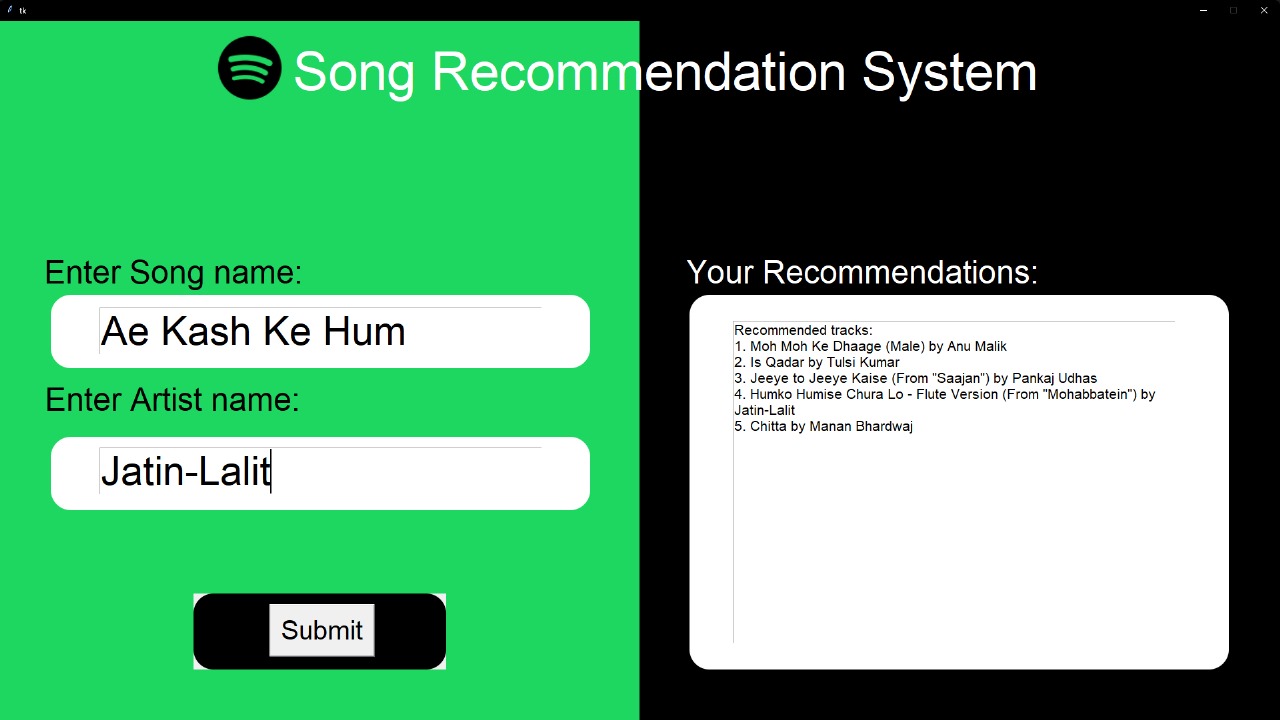 tk
Song Recommendation System
Enter Song name:
Ae Kash Ke Hum
Enter Artist name:
Jatin-Lalit
Submit
Your Recommendations:
Recommended tracks:
1. Moh Moh Ke Dhaage (Male) by Anu Malik
2. Is Qadar by Tulsi Kumar
3. Jeeye to Jeeye Kaise (From "Saajan") by Pankaj Udhas
4. Humko Humise Chura Lo - Flute Version (From "Mohabbatein") by
Jatin-Lalit
5. Chitta by Manan Bhardwaj